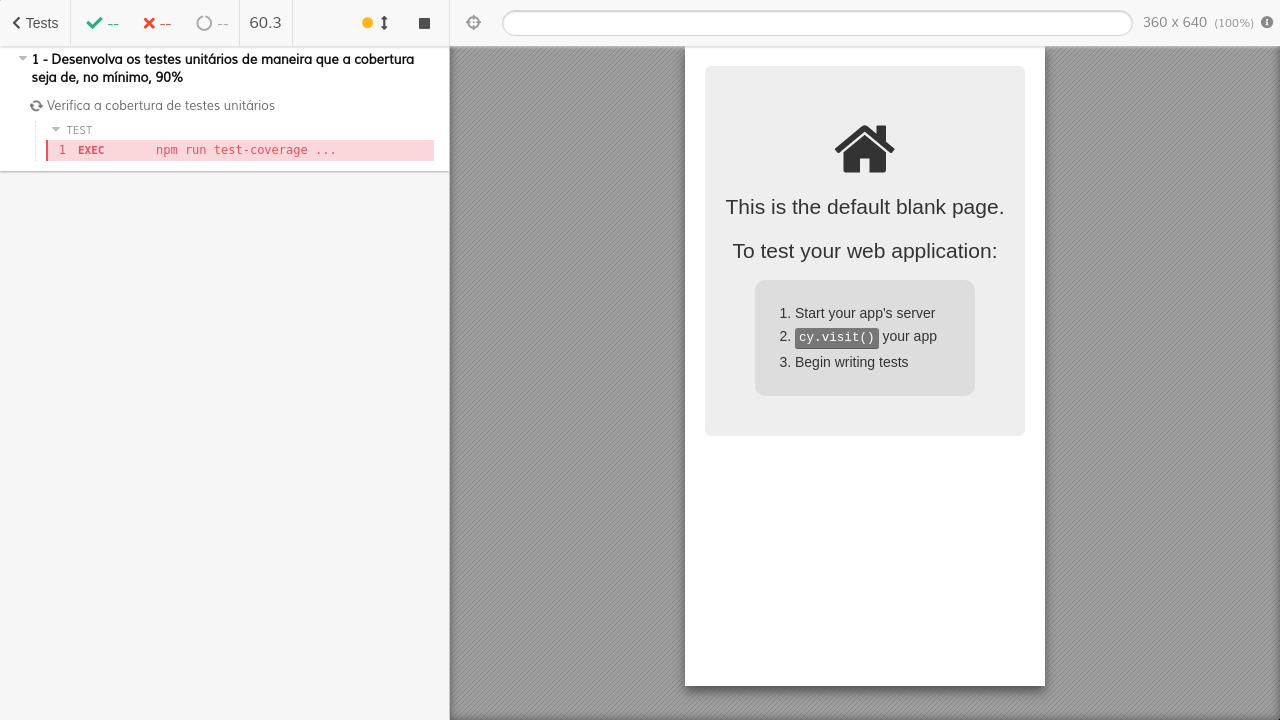 Tests
--
--
--
60.3
360 x 640 (100%)
1 - Desenvolva os testes unitários de maneira que a cobertura
seja de, no mínimo, 90%
Verifica a cobertura de testes unitários
TEST
1 EXEC npm run test-coverage ...
This is the default blank page.
To test your web application:
1. Start your app's server
2. cy.visit() your app
3. Begin writing tests